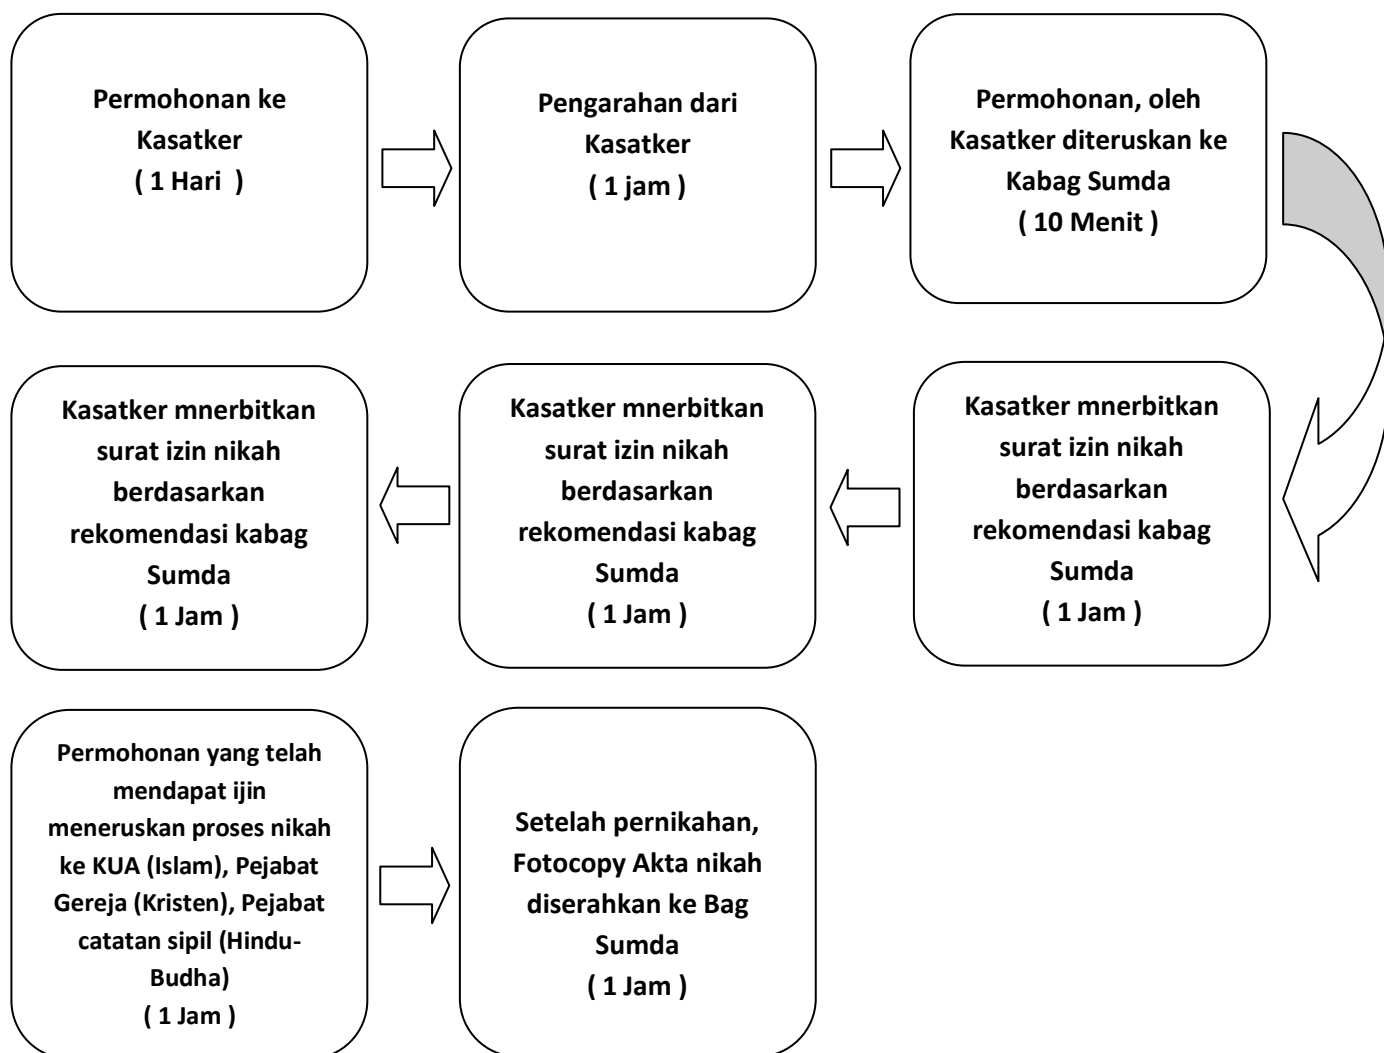 Permohonan ke
Kasatker
( 1 Hari  )
Pengarahan dari
Kasatker
( 1 jam )
Permohonan, oleh
Kasatker diteruskan ke
Kabag Sumda
( 10 Menit )
Kasatker mnerbitkan
surat izin nikah
berdasarkan
rekomendasi kabag
Sumda
( 1 Jam )
Kasatker mnerbitkan
surat izin nikah
berdasarkan
rekomendasi kabag
Sumda
( 1 Jam )
Kasatker mnerbitkan
surat izin nikah
berdasarkan
rekomendasi kabag
Sumda
( 1 Jam )
Permohonan yang telah
mendapat ijin
meneruskan proses nikah
ke KUA (Islam), Pejabat
Gereja (Kristen), Pejabat
catatan sipil (Hindu-
Budha)
( 1 Jam )
Setelah pernikahan,
Fotocopy Akta nikah
diserahkan ke Bag
Sumda
( 1 Jam )